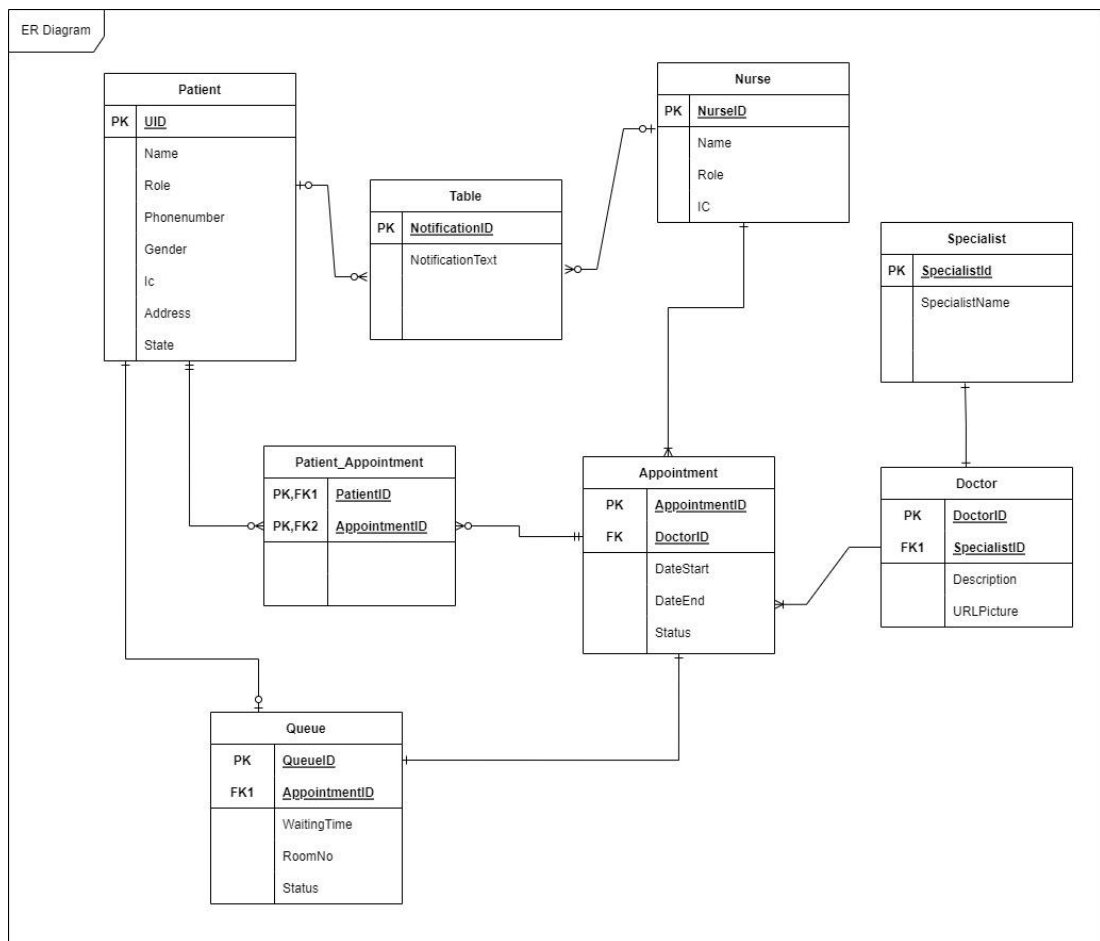 ER Diagram
Patient
PK UID
Name
Role
Phonenumber
Gender
Ic
Address
State
Nurse
PK NurseID
Name
Role
IC
Table
PK NotificationID
NotificationText
Specialist
PK SpecialistId
SpecialistName
Patient_Appointment
PK,FK1 PatientID
PK,FK2 AppointmentID
Appointment
PK AppointmentID
FK DoctorID
DateStart
DateEnd
Status
Doctor
PK DoctorID
FK1 SpecialistID
Description
URLPicture
Queue
PK QueueID
FK1 AppointmentID
WaitingTime
RoomNo
Status